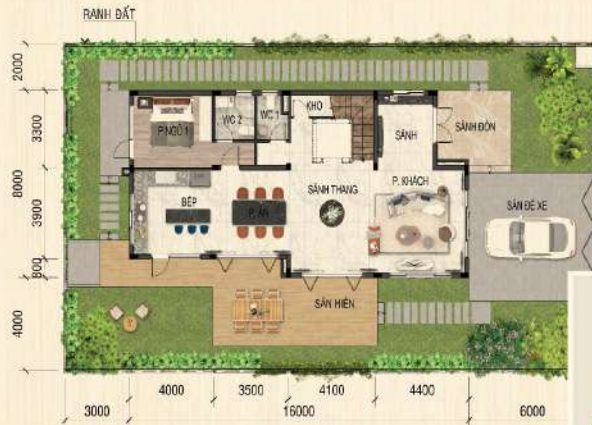 RANH ĐẤT
2000
3300
8000
3900
800
4000
P.NGỦ 1
WC 2
WC 1
KHO
SẢNH
SẢNH ĐÓN
BẾP
P. ĂN
SẢNH THANG
P. KHÁCH
SÂN ĐỂ XE
SÂN HIÊN
4000
3500
4100
4400
3000
16000
6000